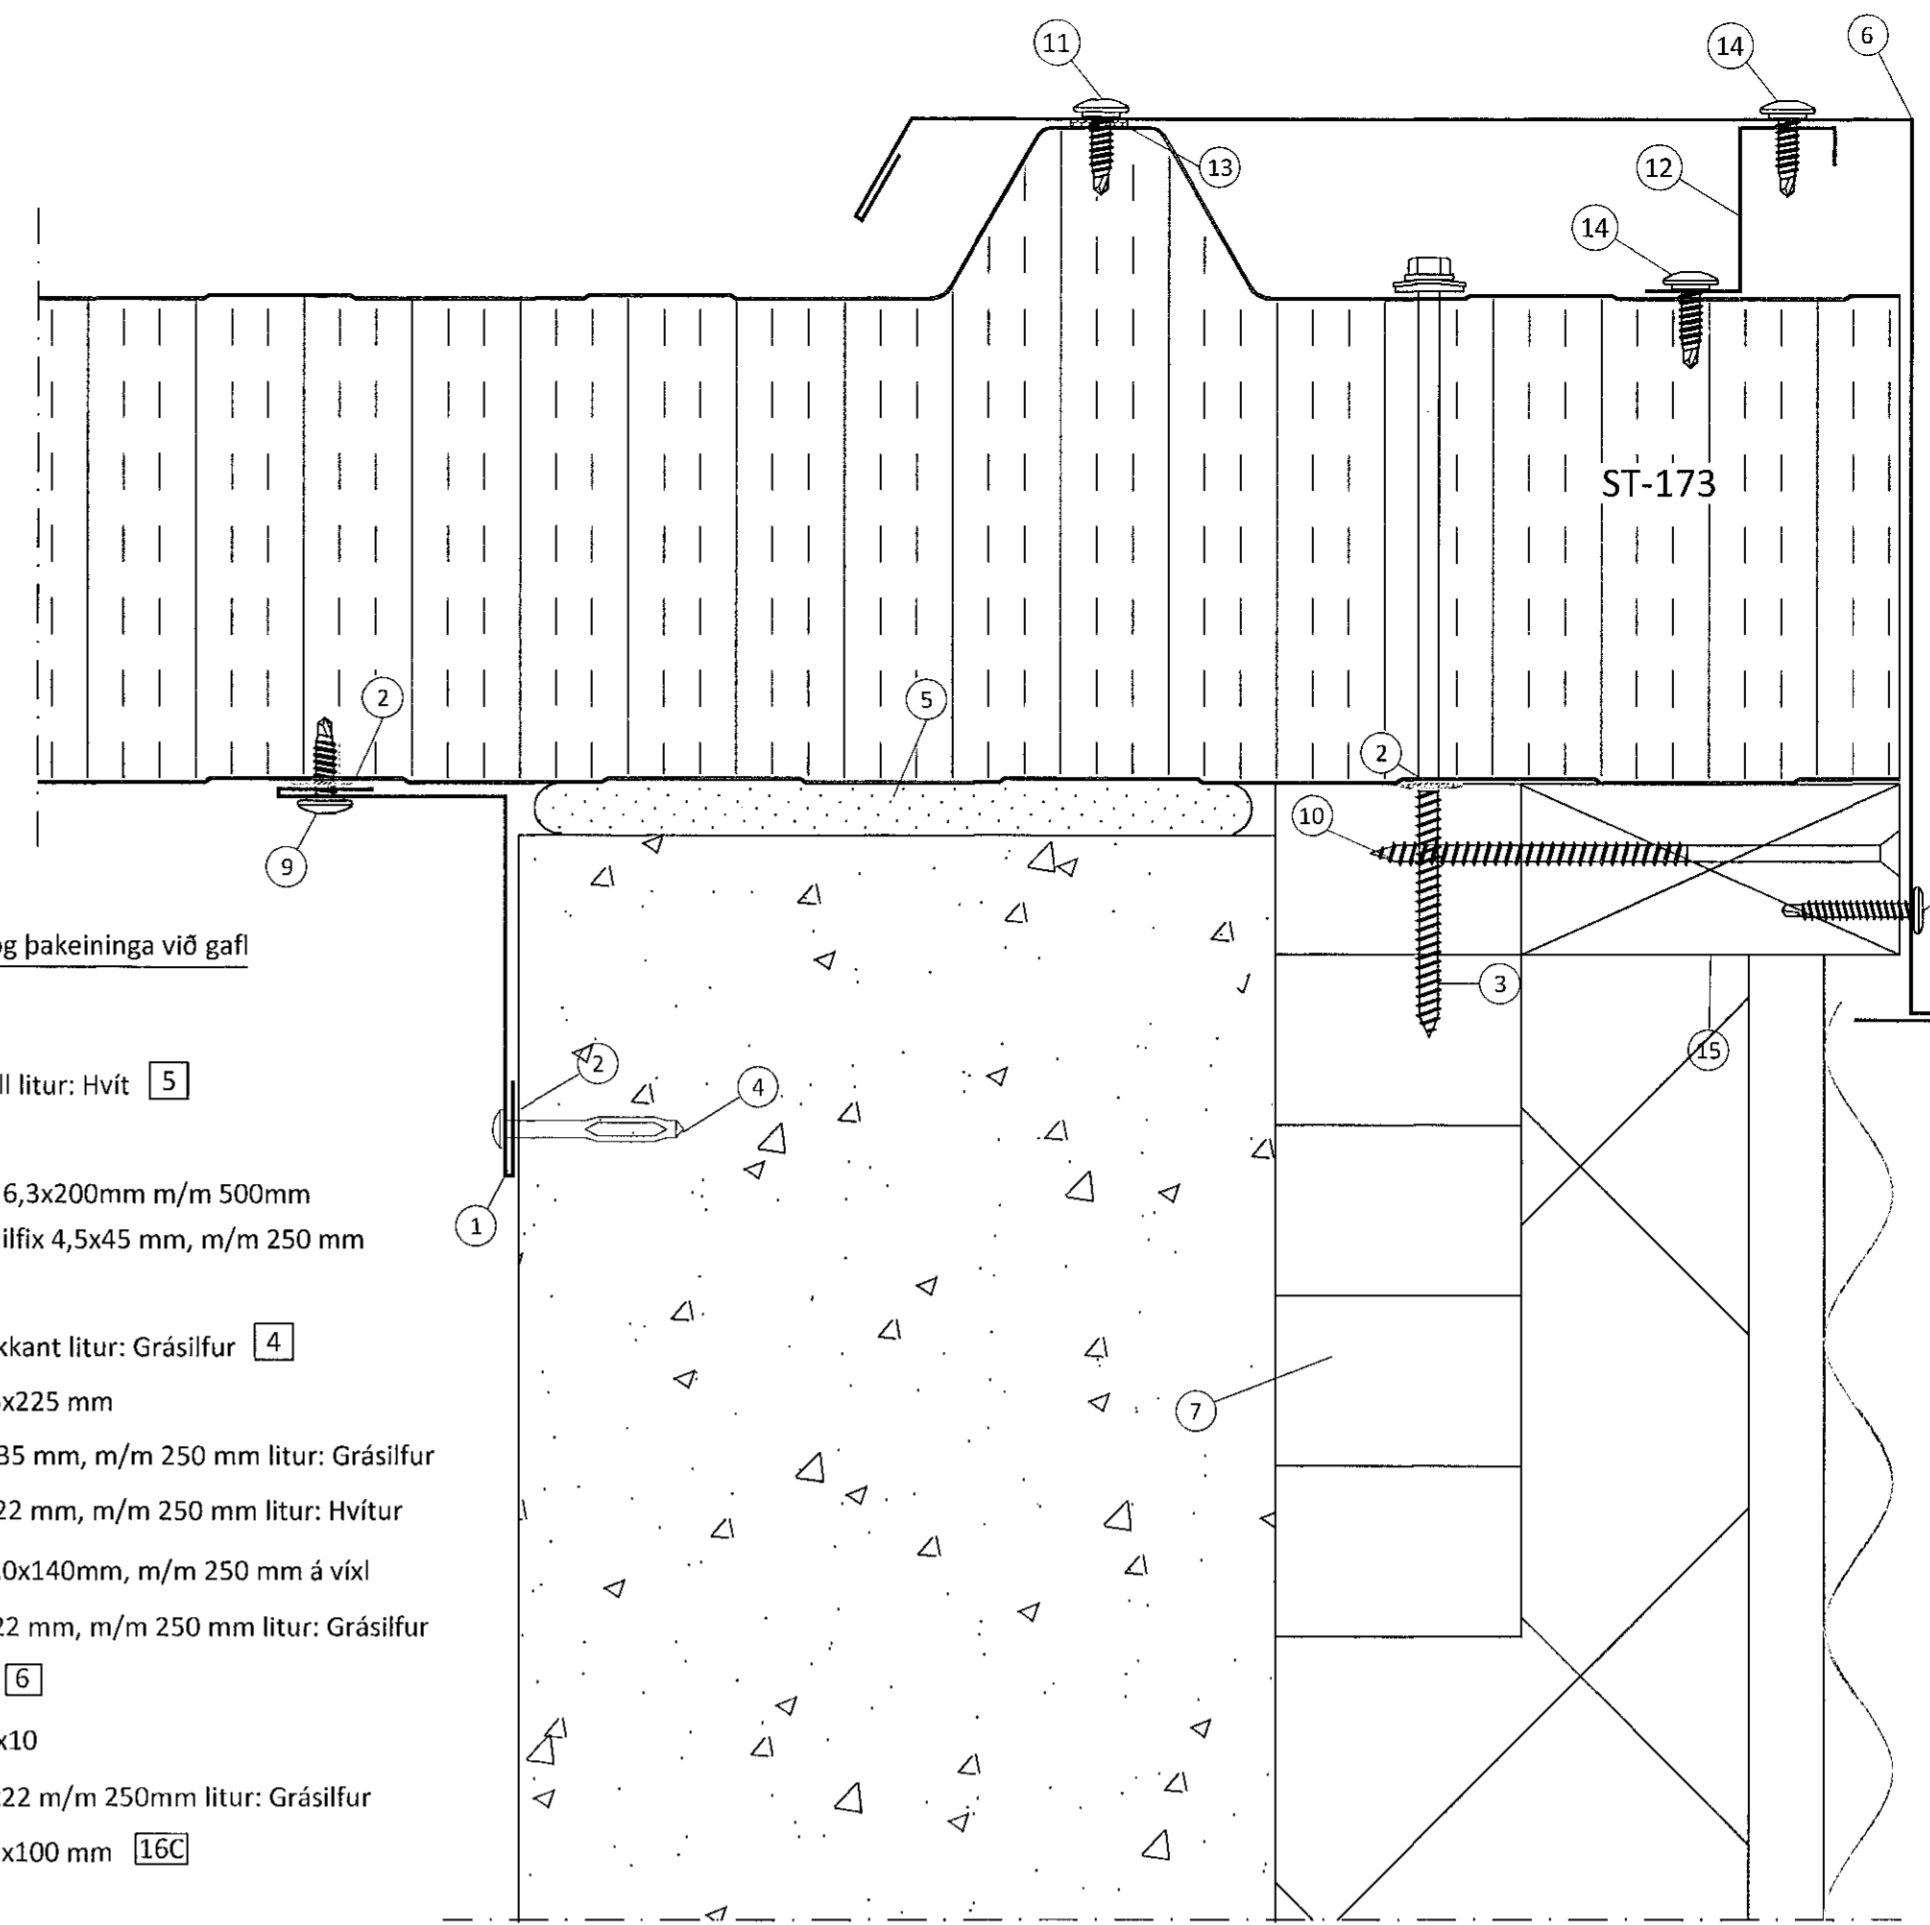 11
14
6
13
12
14
ST-173
2
5
2
10
9
og þakeininga við gafl
3
15
litur: Hvít 5
2
4
6,3x200mm m/m 500mm
1
4,5x45 mm, m/m 250 mm
litur: Grásilfur 4
x225 mm
7
35 mm, m/m 250 mm litur: Grásilfur
22 mm, m/m 250 mm litur: Hvítur
0x140mm, m/m 250 mm á víxl
22 mm, m/m 250 mm litur: Grásilfur
6
x10
22 m/m 250mm litur: Grásilfur
x100 mm 16C